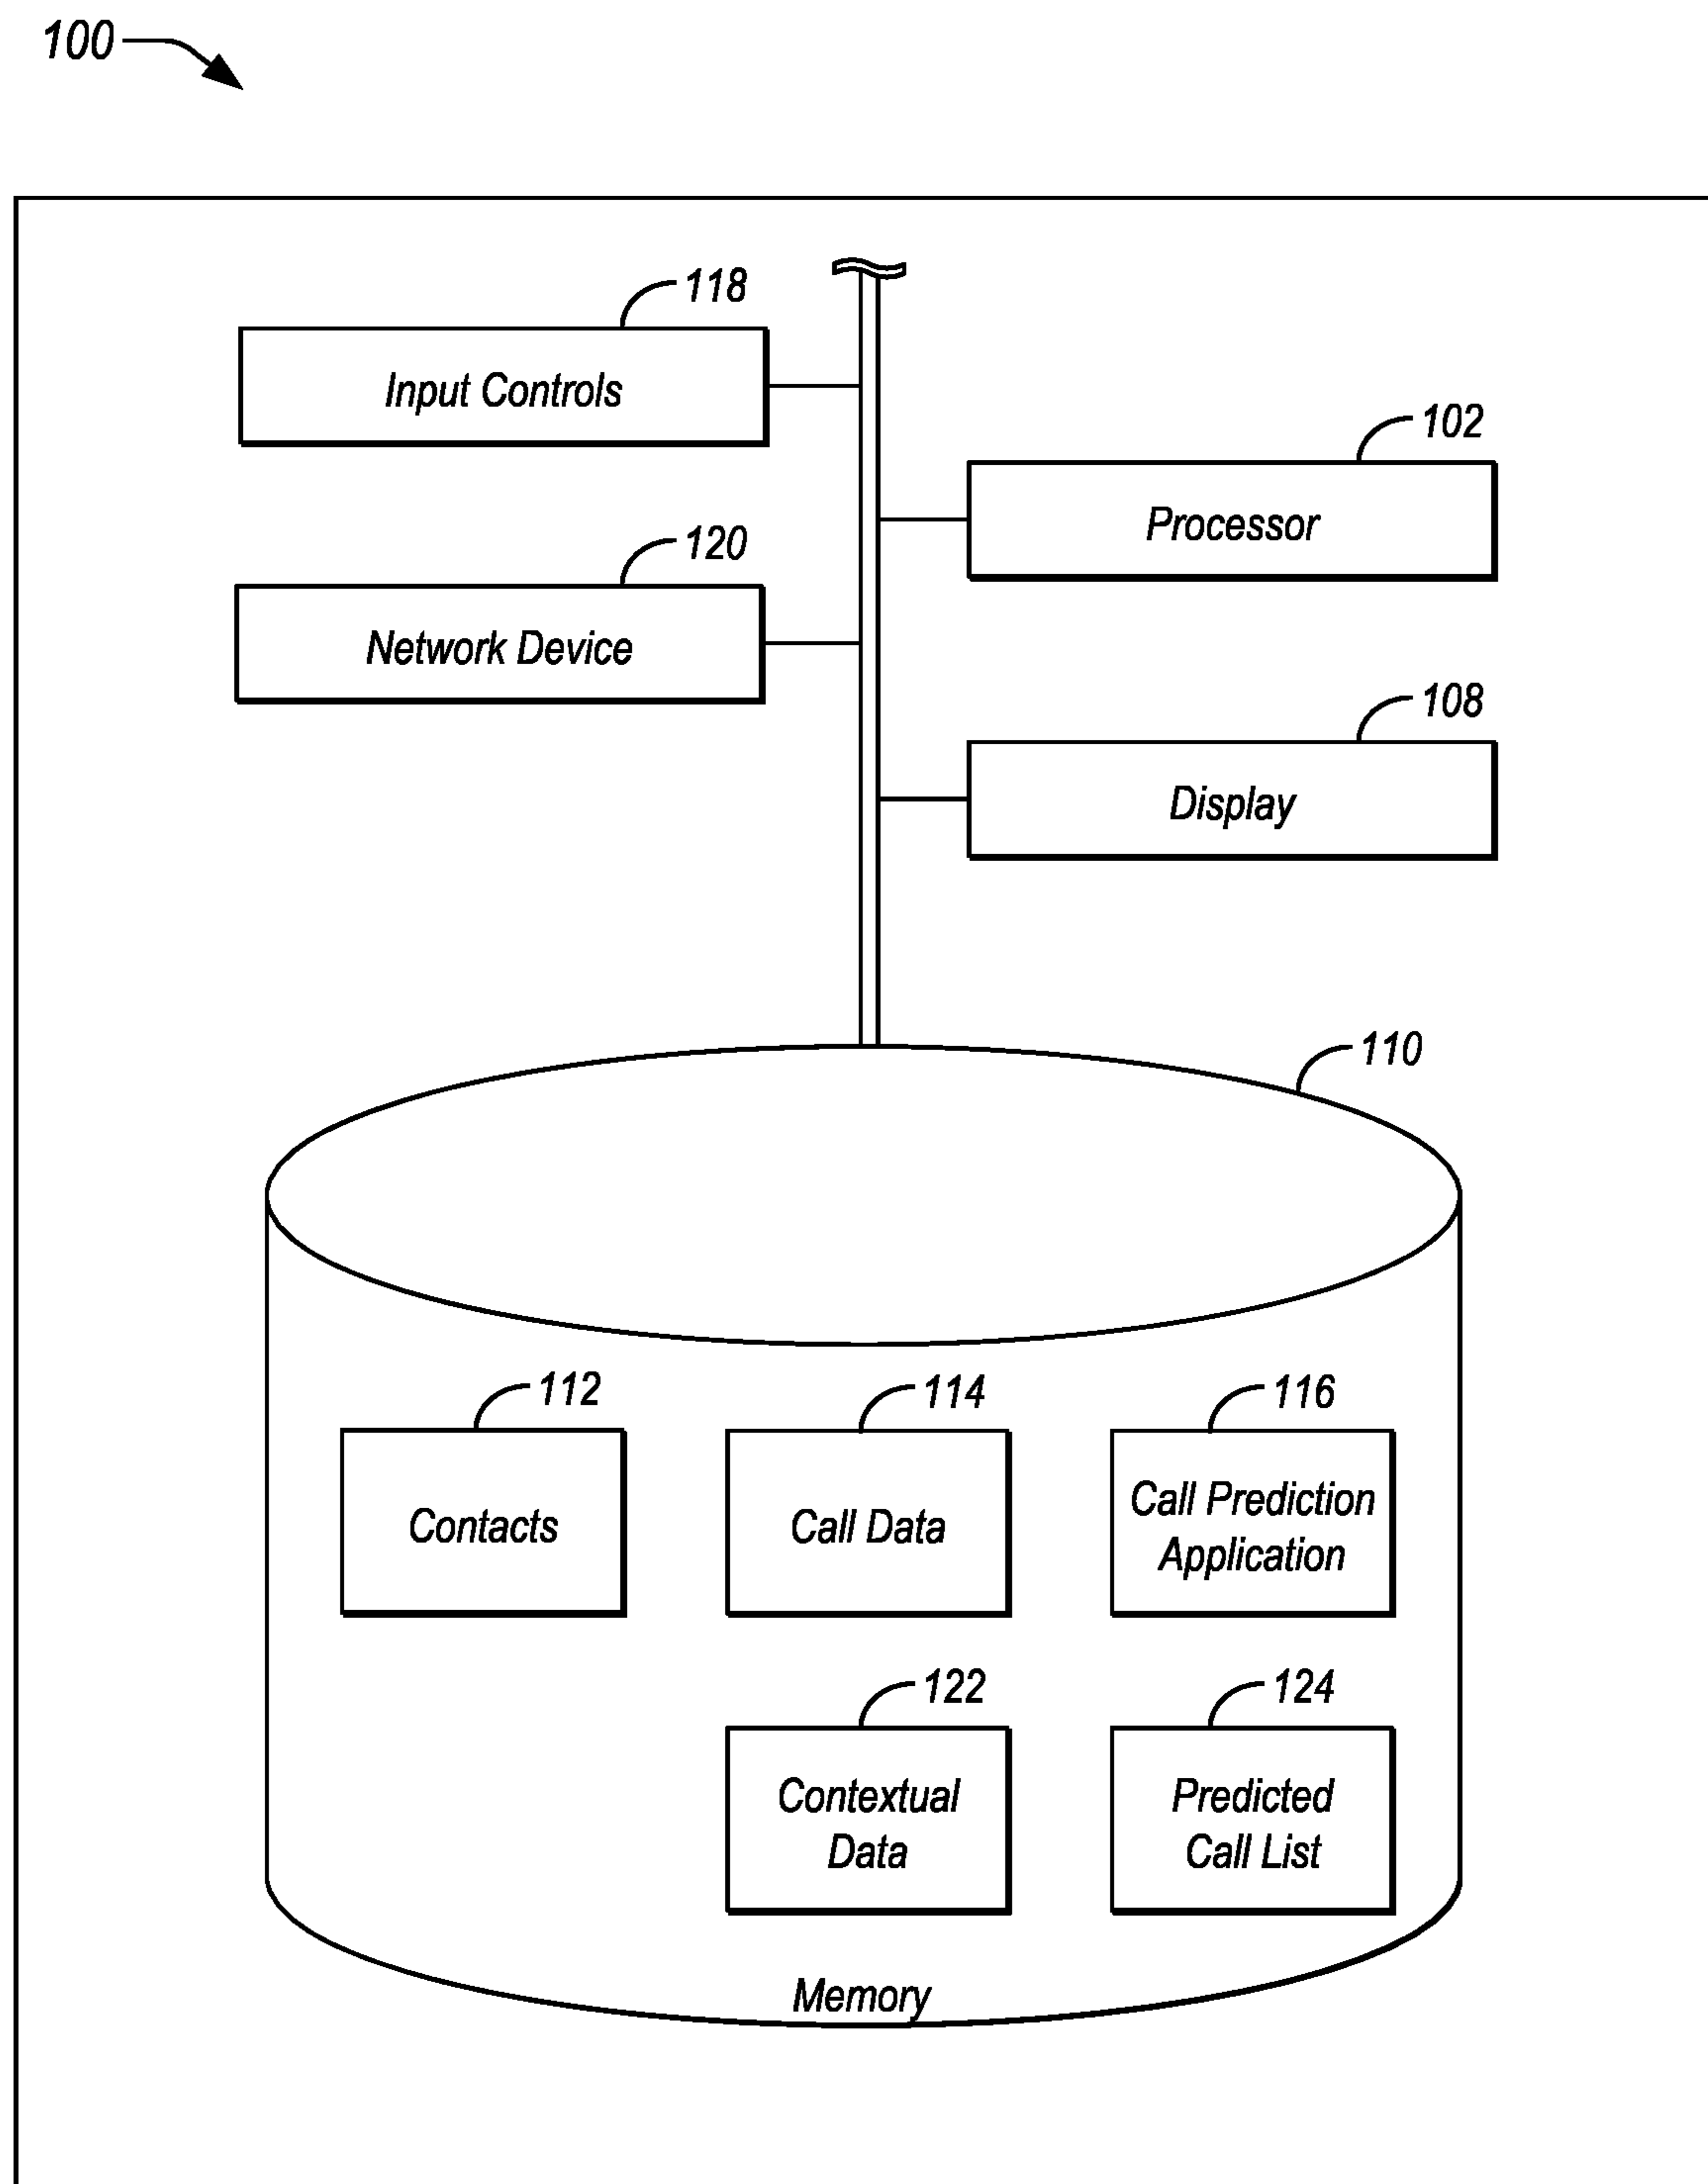 100
118
Input Controls
102
Processor
120
Network Device
108
Display
110
112
114
116
Contacts
Call Data
Call Prediction
Application
122
124
Contextual
Data
Predicted
Call List
Memory